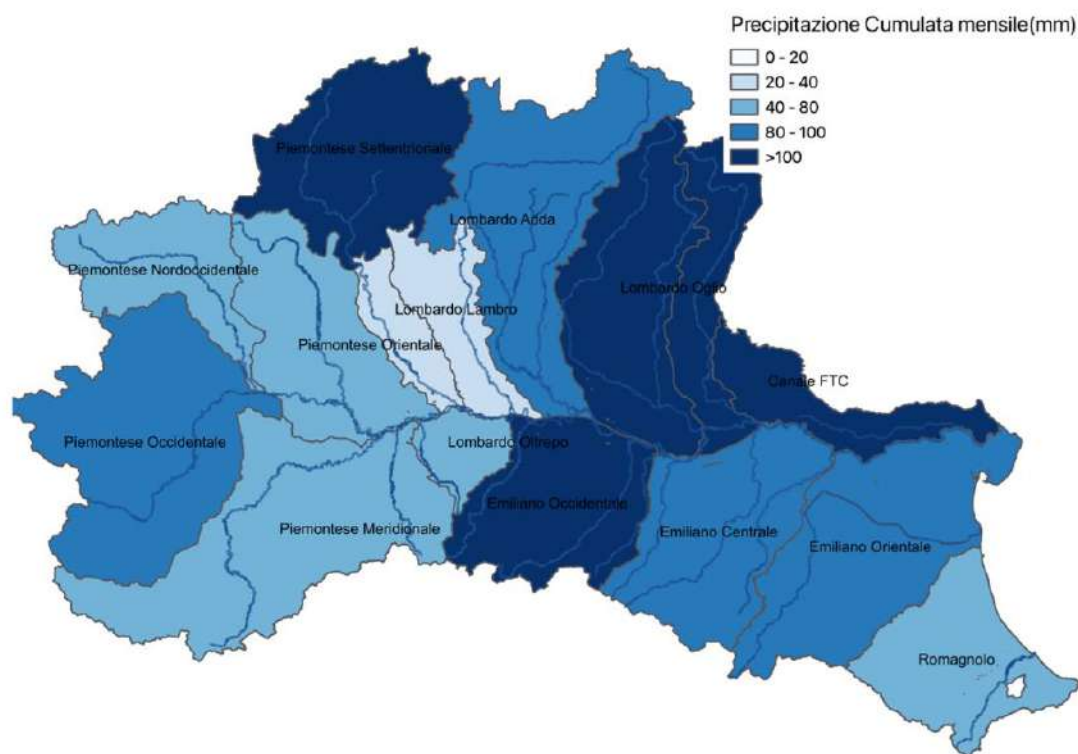 Precipitazione Cumulata mensile(mm)
0 - 20
20 - 40
40 - 80
80 - 100
>100
Piemontese Settentrionale
Lombardo Adda
Piemontese Nordoccidentale
Lombardo Oglio
Lombardo Lambro
Piemontese Orientale
Canale FTC
Piemontese Occidentale
Lombardo Oltrepo
Emiliano Occidentale
Piemontese Meridionale
Emiliano Centrale
Emiliano Orientale
Romagnolo